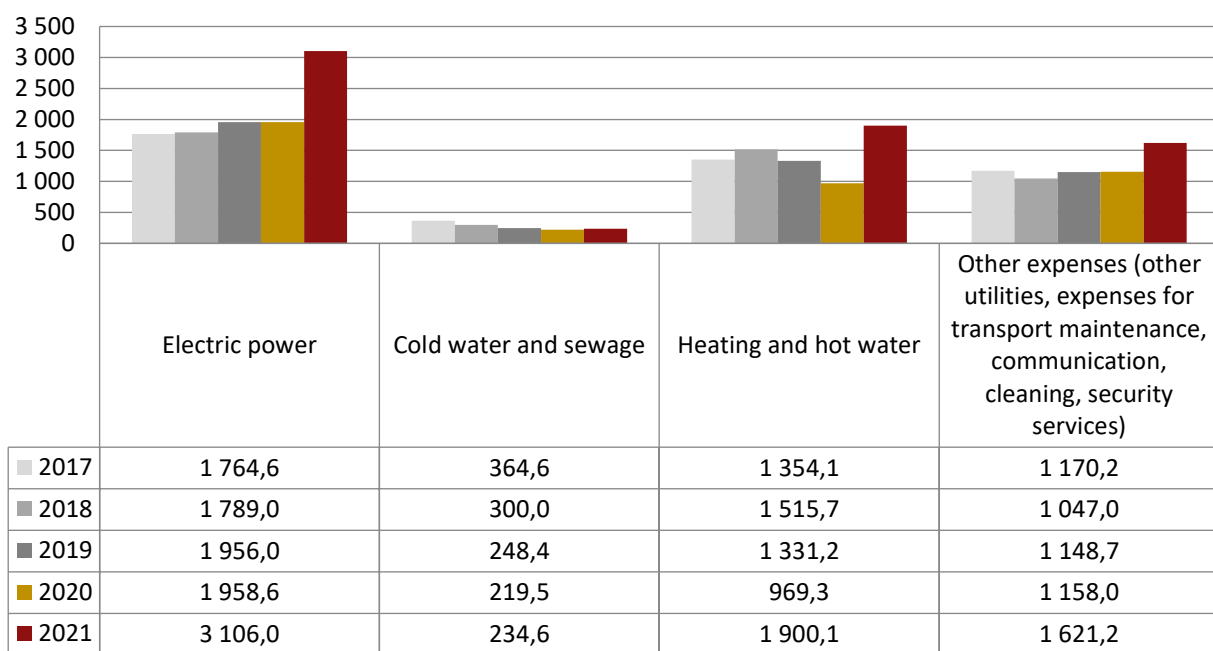 3 500
3 000
2 500
2 000
1 500
1 000
500
0
Electric power
Cold water and sewage
Heating and hot water
Other expenses (other
utilities, expenses for
transport maintenance,
communication,
cleaning, security
services)
2017 1 764,6 364,6 1 354,1 1 170,2
2018 1 789,0 300,0 1 515,7 1 047,0
2019 1 956,0 248,4 1 331,2 1 148,7
2020 1 958,6 219,5 969,3 1 158,0
2021 3 106,0 234,6 1 900,1 1 621,2